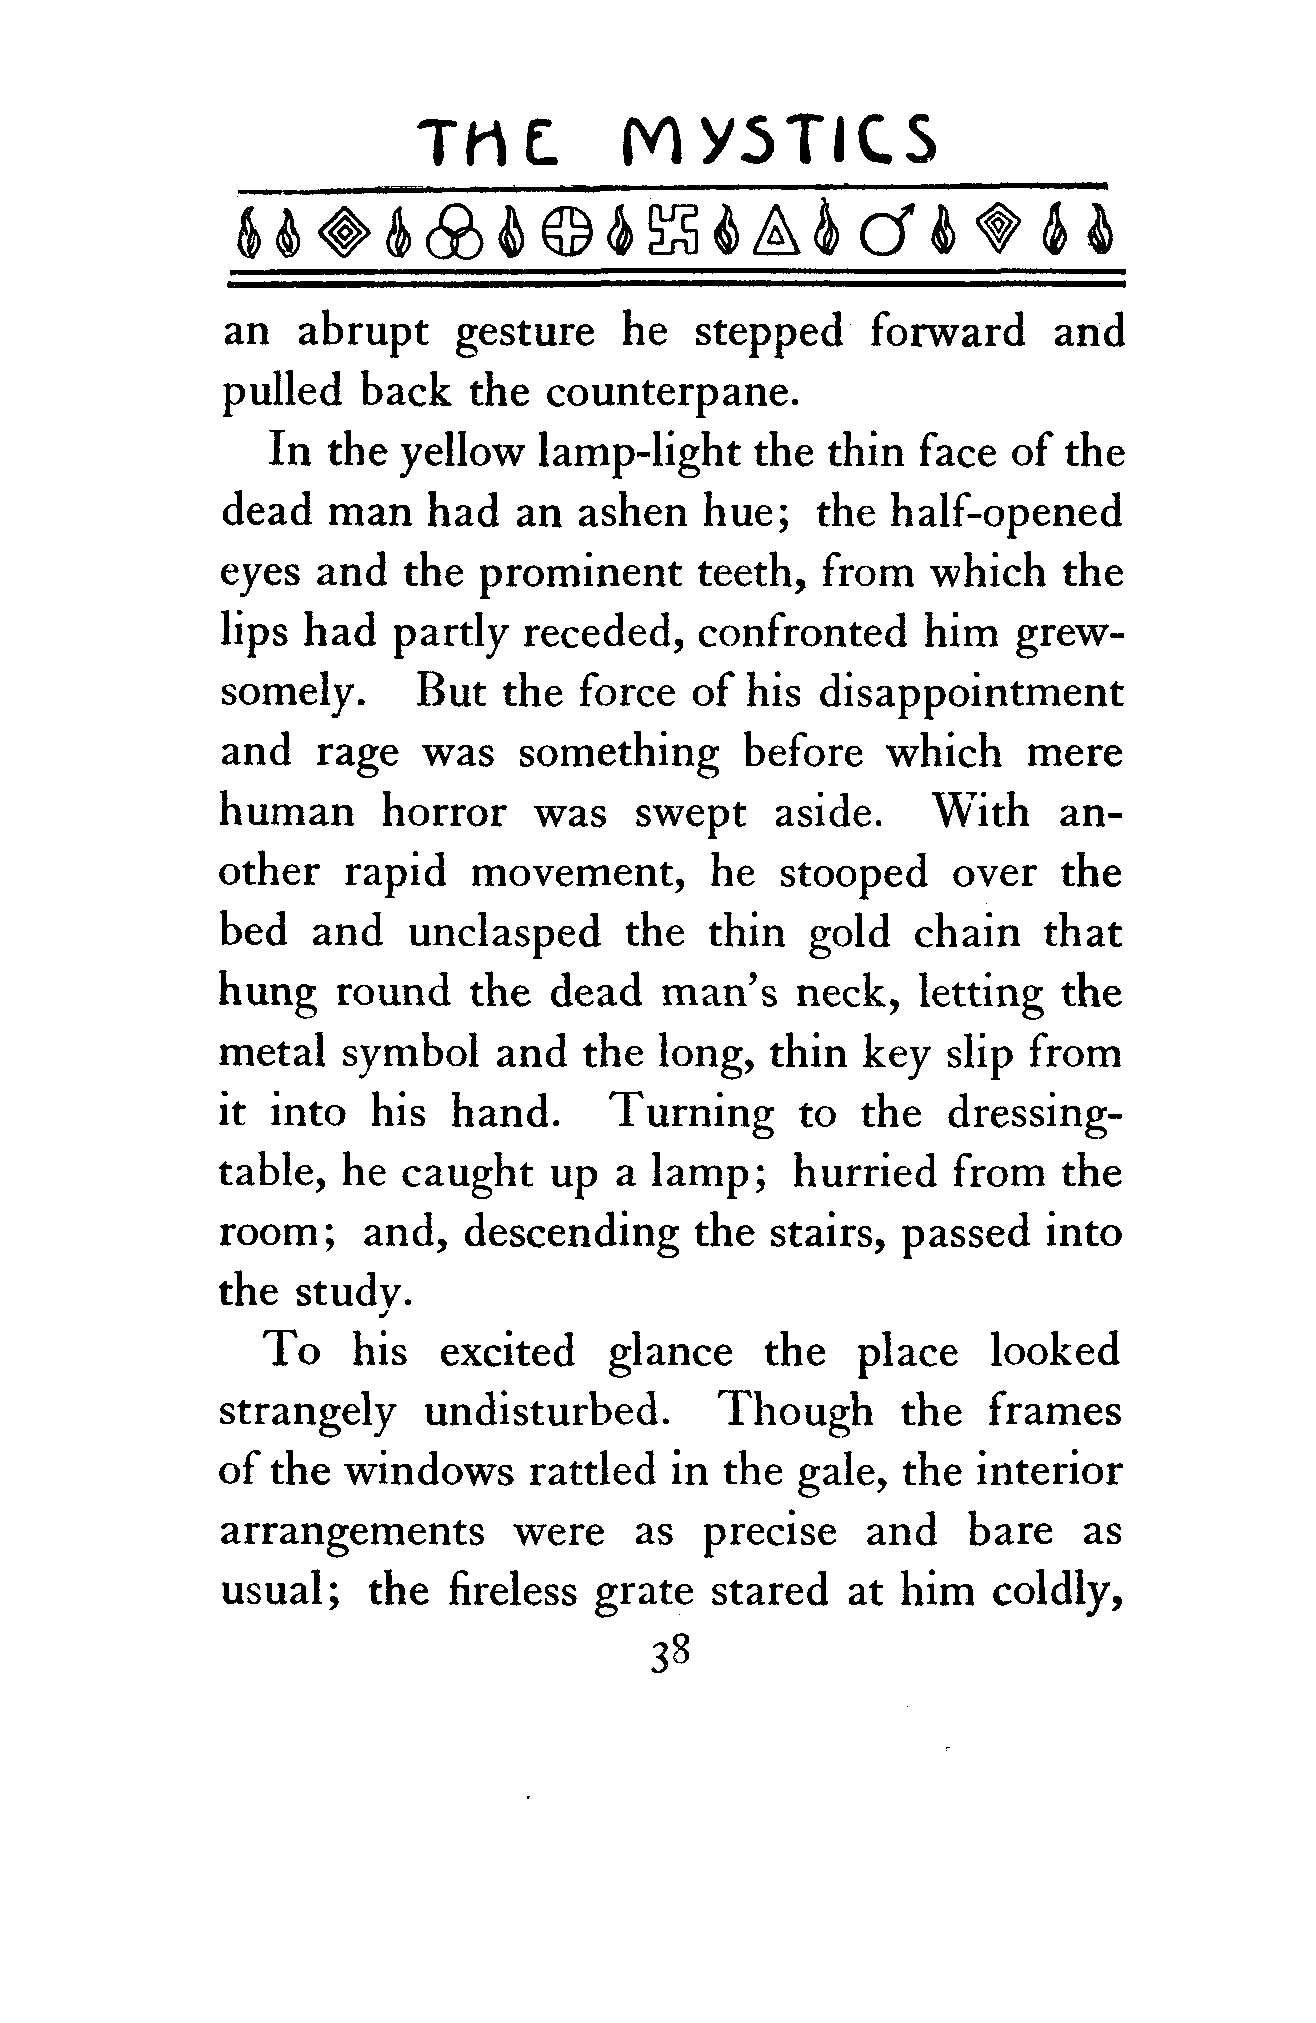 THE MYSTICS
an abrupt gesture he stepped forward and
pulled back the counterpane.
In the yellow lamp-light the thin face of the
dead man had an ashen hue; the half-opened
eyes and the prominent teeth, from which the
lips had partly receded, confronted him grew-
somely. But the force of his disappointment
and rage was something before which mere
human horror was swept aside. With an-
other rapid movement, he stooped over the
bed and unclasped the thin gold chain that
hung round the dead man's neck, letting the
metal symbol and the long, thin key slip from
it into his hand. Turning to the dressing-
table, he caught up a lamp; hurried from the
room; and, descending the stairs, passed into
the study.
To his excited glance the place looked
strangely undisturbed. Though the frames
of the windows rattled in the gale, the interior
arrangements were as precise and bare as
usual; the fireless grate stared at him coldly,
38